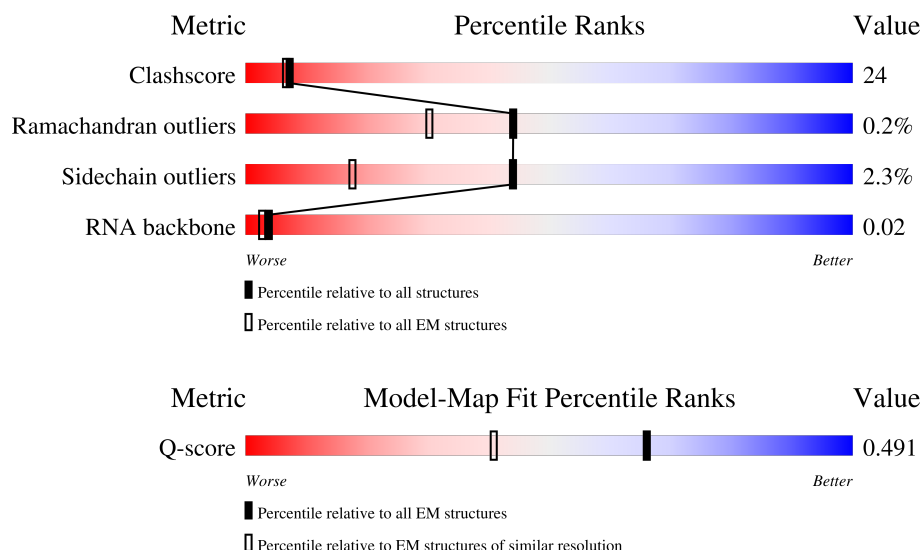 Metric Percentile Ranks Value
Clashscore 24
Ramachandran outliers 0.2%
Sidechain outliers 2.3%
RNA backbone 0.02
Worse Better
Percentile relative to all structures
Percentile relative to all EM structures
Metric Model-Map Fit Percentile Ranks Value
Q-score 0.491
Worse Better
Percentile relative to all EM structures
Percentile relative to EM structures of similar resolution